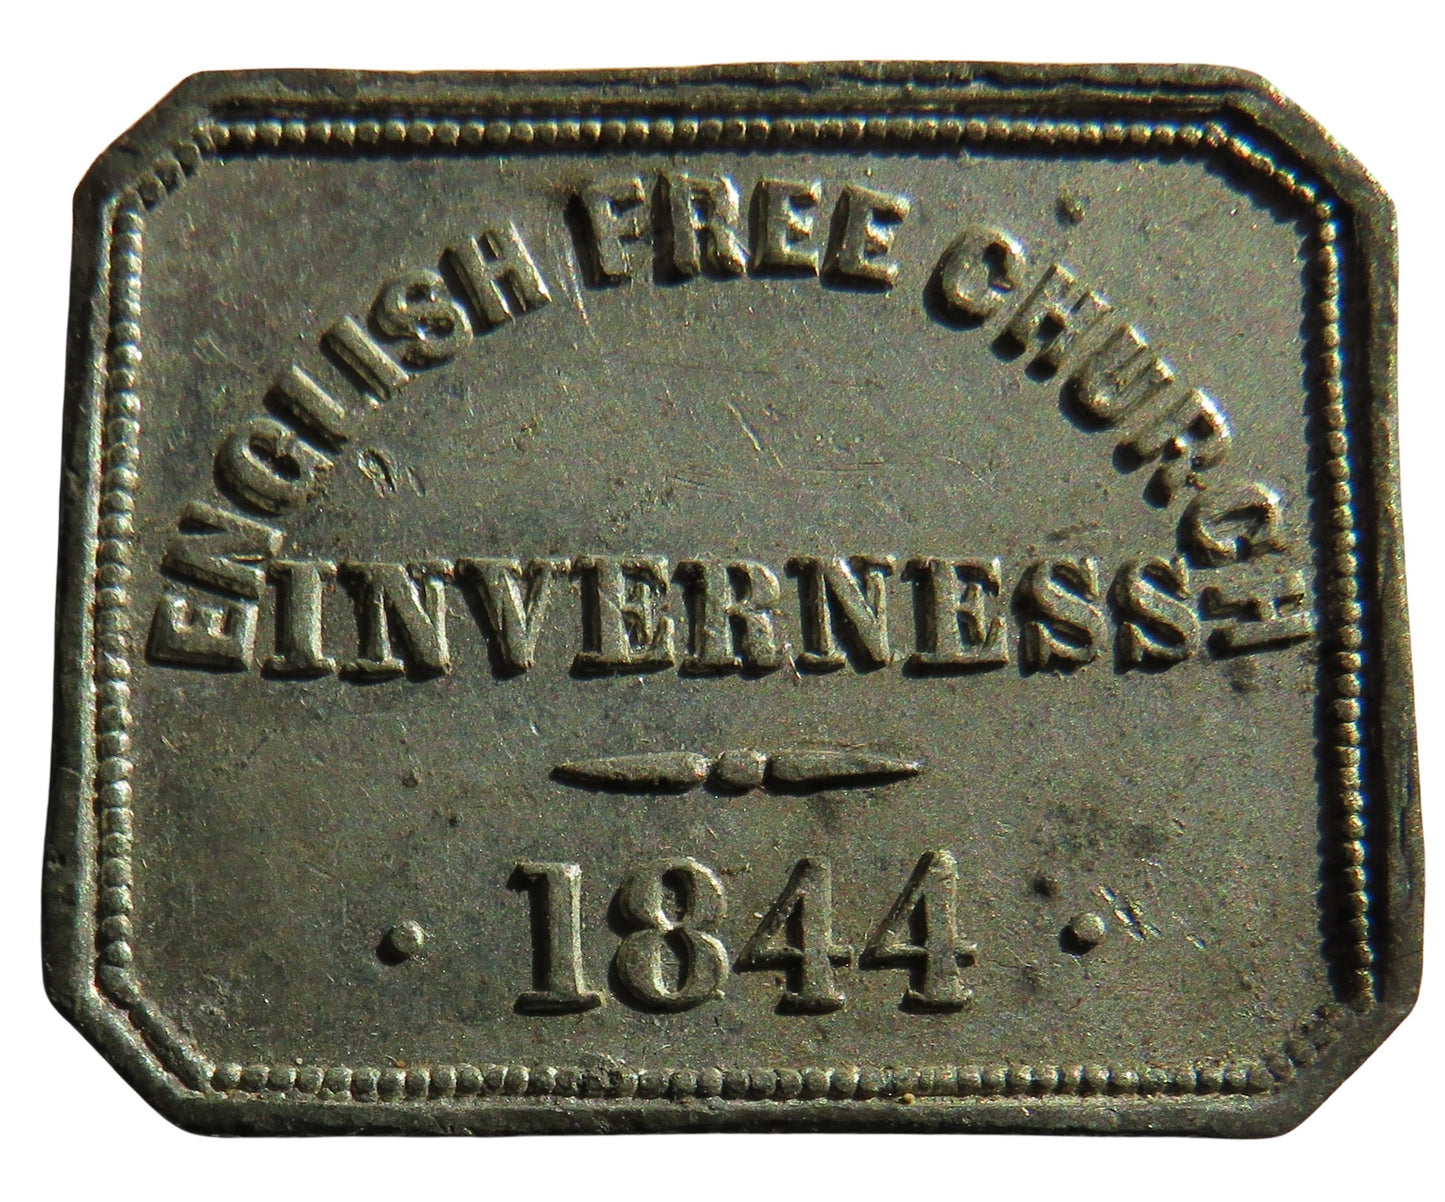 ENGLISH FREE CHURCH
INVERNESS
· 1844 ·